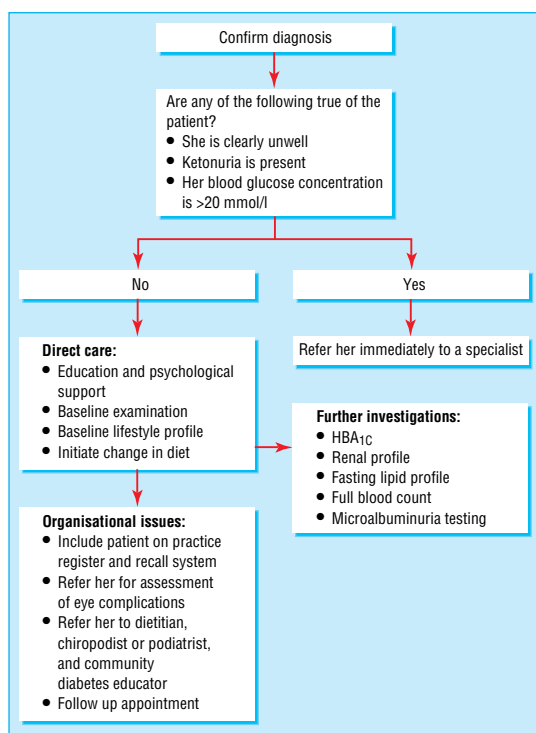 Confirm diagnosis
Are any of the following true of the
patient?
● She is clearly unwell
● Ketonuria is present
● Her blood glucose concentration
is >20 mmol/l
No
Yes
Direct care:
● Education and psychological
support
● Baseline examination
● Baseline lifestyle profile
● Initiate change in diet
Refer her immediately to a specialist
Further investigations:
● HBA1C
● Renal profile
● Fasting lipid profile
● Full blood count
● Microalbuminuria testing
Organisational issues:
● Include patient on practice
register and recall system
● Refer her for assessment
of eye complications
● Refer her to dietitian,
chiropodist or podiatrist,
and community
diabetes educator
● Follow up appointment